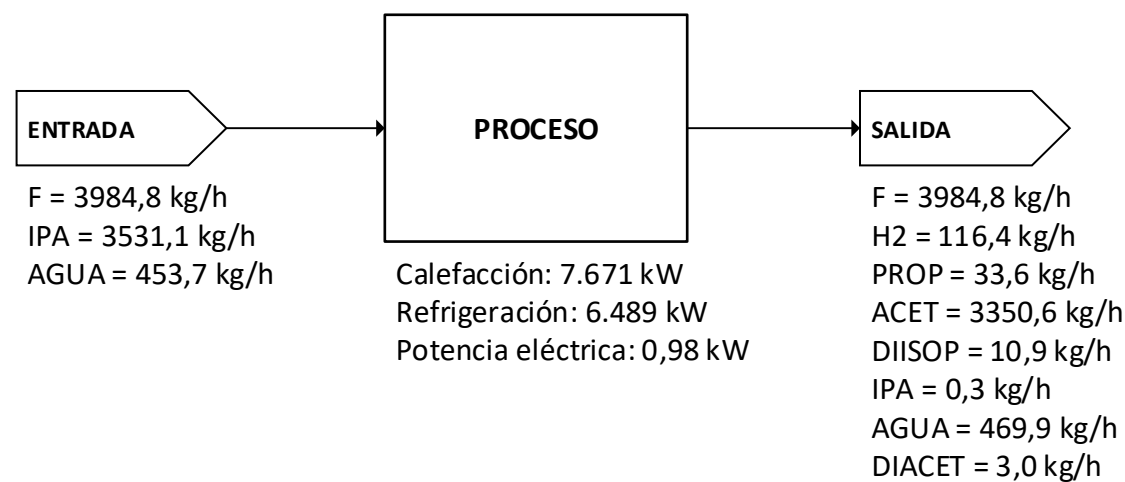 ENTRADA
F = 3984,8 kg/h
IPA = 3531,1 kg/h
AGUA = 453,7 kg/h
PROCESO
Calefacción: 7.671 kW
Refrigeración: 6.489 kW
Potencia eléctrica: 0,98 kW
SALIDA
F = 3984,8 kg/h
H2 = 116,4 kg/h
PROP = 33,6 kg/h
ACET = 3350,6 kg/h
DIISOP = 10,9 kg/h
IPA = 0,3 kg/h
AGUA = 469,9 kg/h
DIACET = 3,0 kg/h